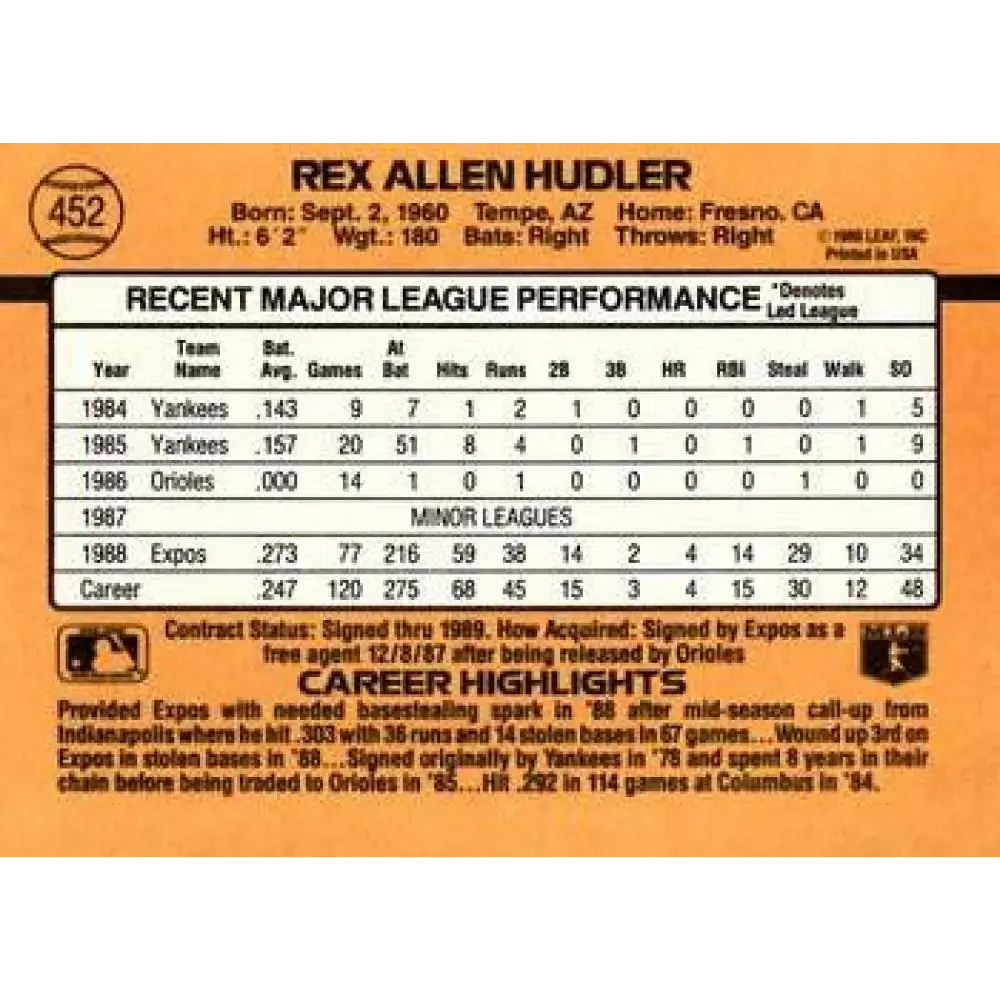 452
REX ALLEN HUDLER
Born: Sept. 2, 1960 Tempe, AZ Home: Fresno, CA
Ht.: 6'2" Wgt.: 180 Bats: Right Throws: Right
LEAF, INC
Printed in USA
RECENT MAJOR LEAGUE PERFORMANCE *Denotes Led League
Year Team Name Bat. Avg. Games At Bat Hits Runs 2B 3B HR RBI Steal Walk SO
1984 Yankees .143 9 7 1 2 1 0 0 0 0 1 5
1985 Yankees .157 20 51 8 4 0 1 0 1 0 1 9
1986 Orioles .000 14 1 0 1 0 0 0 0 1 0 0
1987 MINOR LEAGUES
1988 Expos .273 77 216 59 38 14 2 4 14 29 10 34
Career .247 120 275 68 45 15 3 4 15 30 12 48
Contract Status: Signed thru 1989. How Acquired: Signed by Expos as a
free agent 12/8/87 after being released by Orioles
CAREER HIGHLIGHTS
Provided Expos with needed basestealing spark in '88 after mid-season call-up from
Indianapolis where he hit .303 with 36 runs and 14 stolen bases in 67 games...Wound up 3rd on
Expos in stolen bases in '88...Signed originally by Yankees in '78 and spent 8 years in their
chain before being traded to Orioles in '85...Hit .292 in 114 games at Columbus in '84.